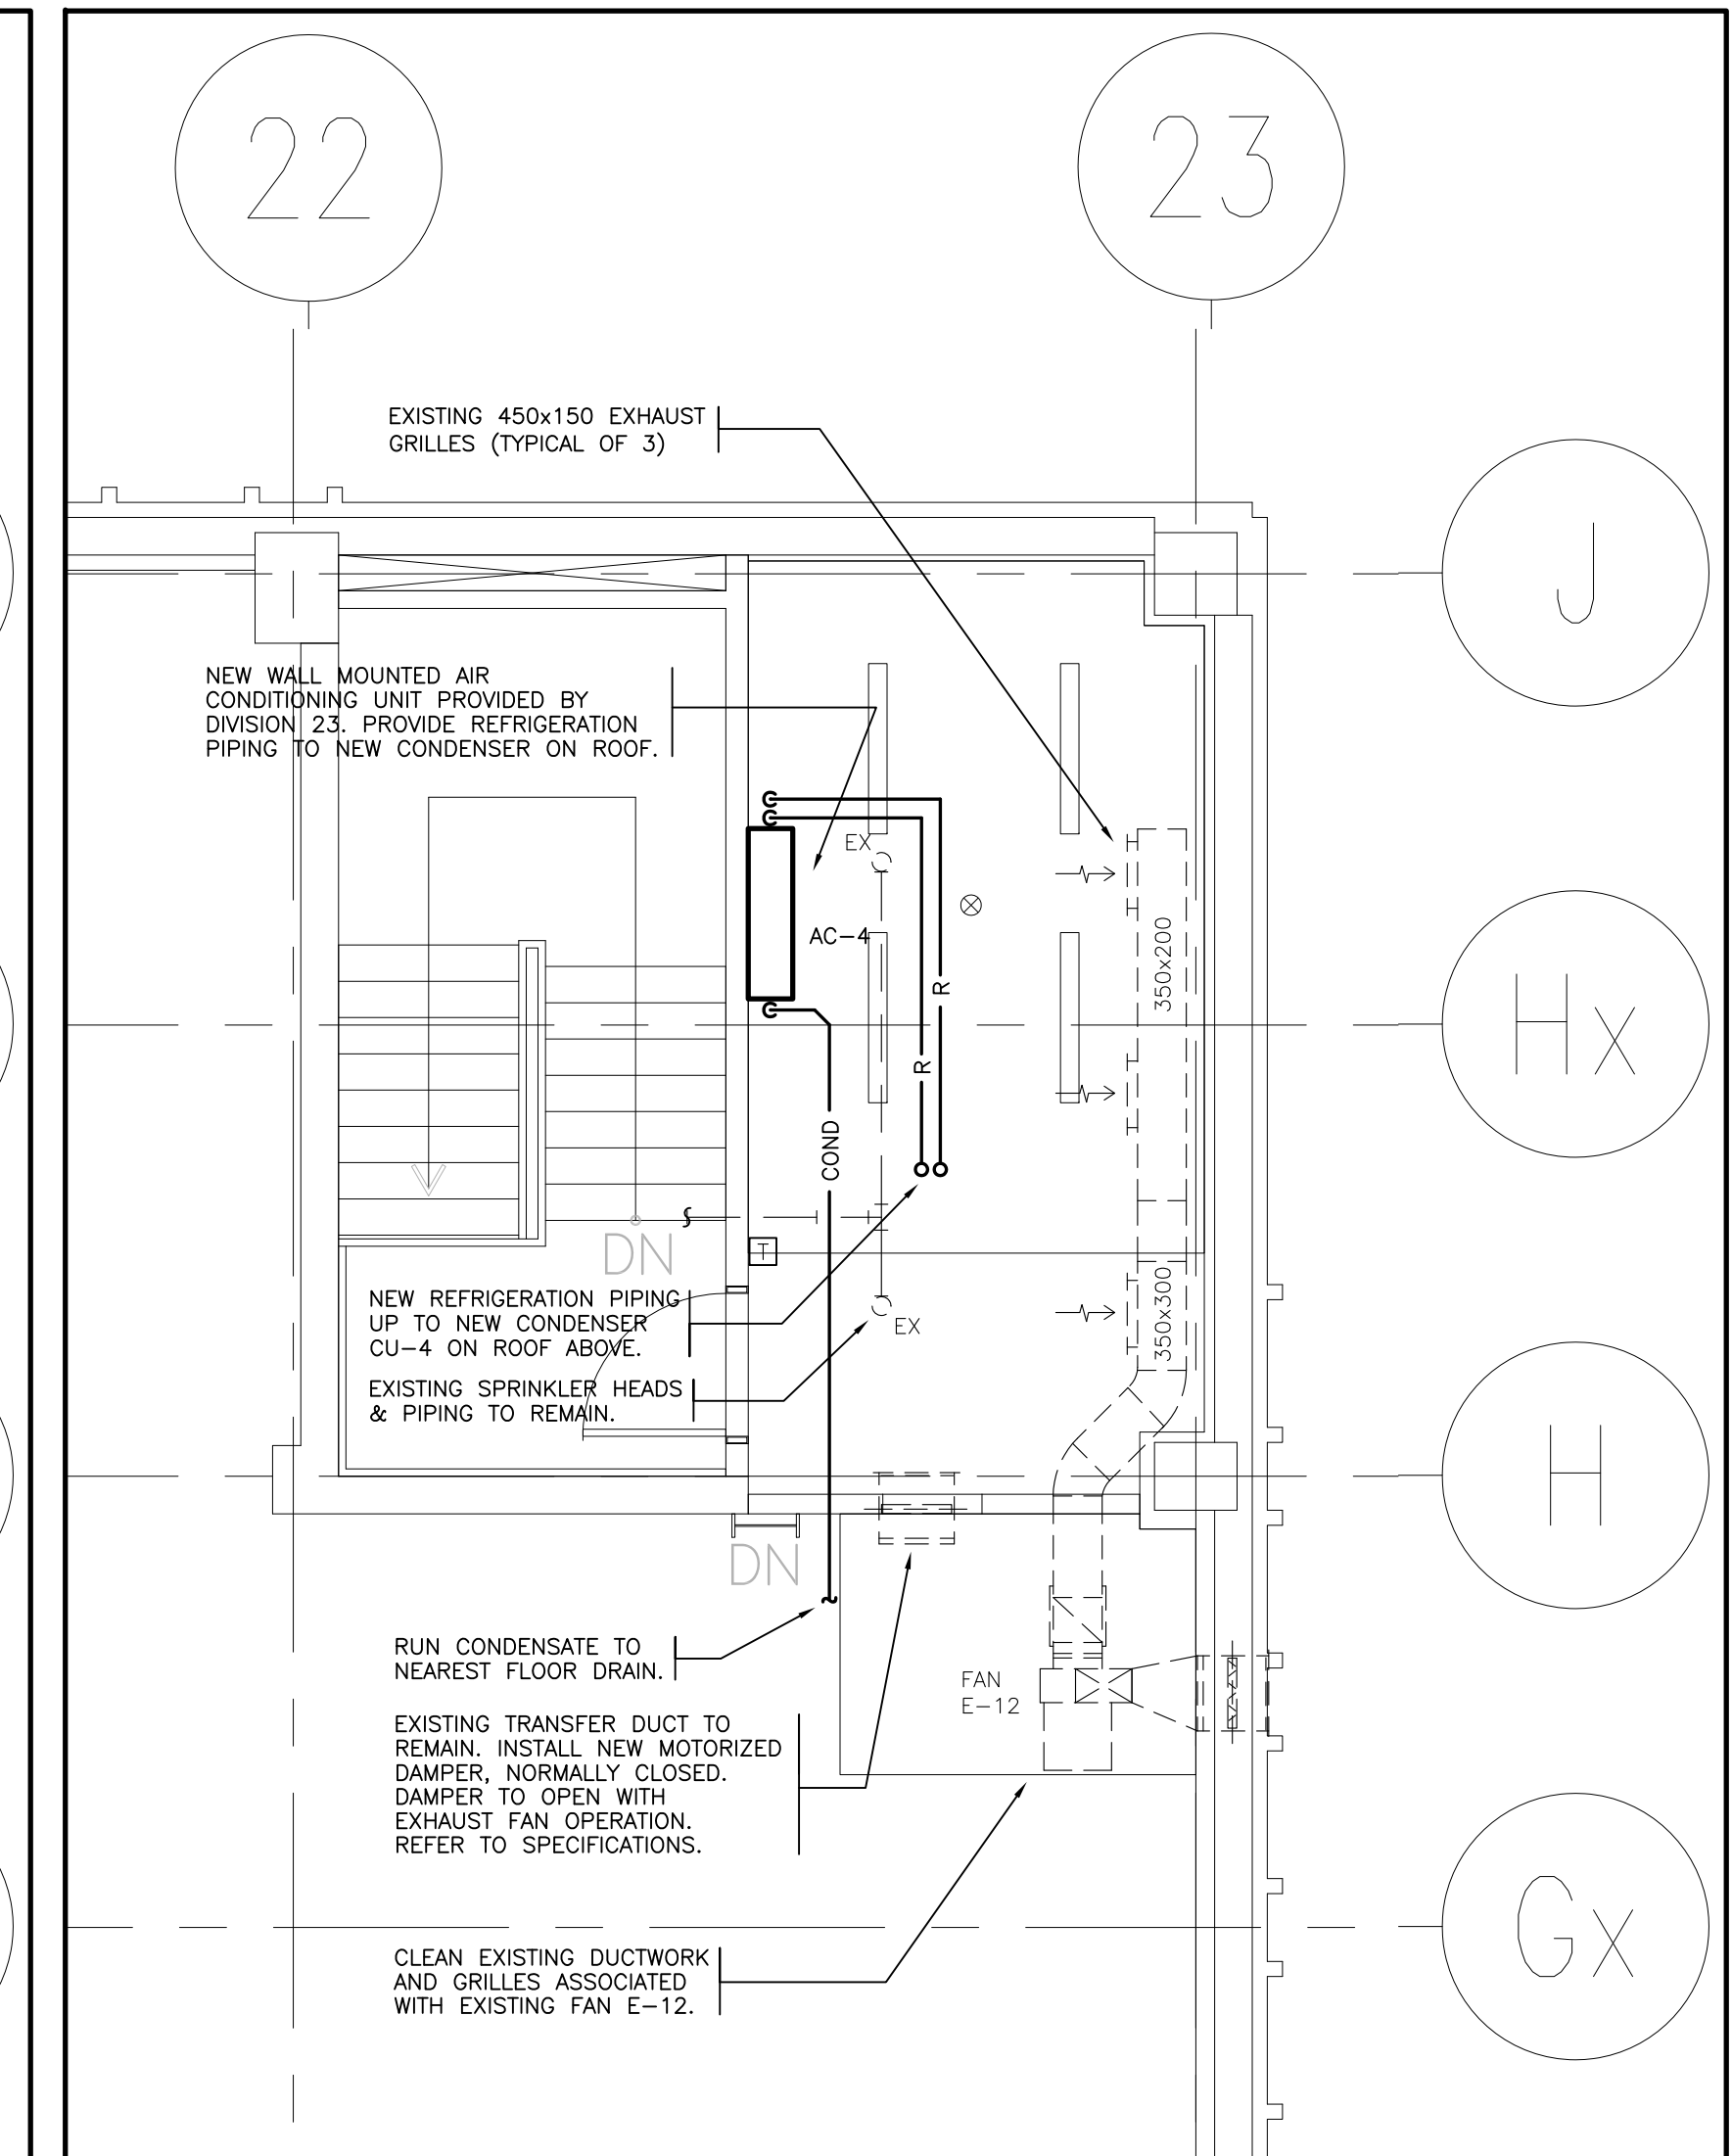 22
23
EXISTING 450x150 EXHAUST
GRILLES (TYPICAL OF 3)
J
NEW WALL MOUNTED AIR
CONDITIONING UNIT PROVIDED BY
DIVISION 23. PROVIDE REFRIGERATION
PIPING TO NEW CONDENSER ON ROOF.
EX
AC-4
350x200
R
R
HX
COND
DN
T
NEW REFRIGERATION PIPING
UP TO NEW CONDENSER
CU-4 ON ROOF ABOVE.
EX
350x300
EXISTING SPRINKLER HEADS
& PIPING TO REMAIN.
H
DN
RUN CONDENSATE TO
NEAREST FLOOR DRAIN.
FAN
E-12
EXISTING TRANSFER DUCT TO
REMAIN. INSTALL NEW MOTORIZED
DAMPER, NORMALLY CLOSED.
DAMPER TO OPEN WITH
EXHAUST FAN OPERATION.
REFER TO SPECIFICATIONS.
GX
CLEAN EXISTING DUCTWORK
AND GRILLES ASSOCIATED
WITH EXISTING FAN E-12.